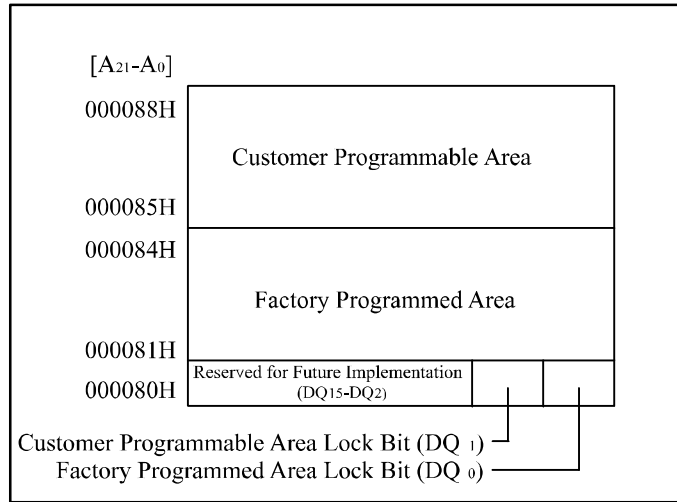 [A21-A0]
000088H
Customer Programmable Area
000085H
000084H
Factory Programmed Area
000081H
Reserved for Future Implementation
(DQ15-DQ2)
000080H
Customer Programmable Area Lock Bit (DQ 1)
Factory Programmed Area Lock Bit (DQ 0)